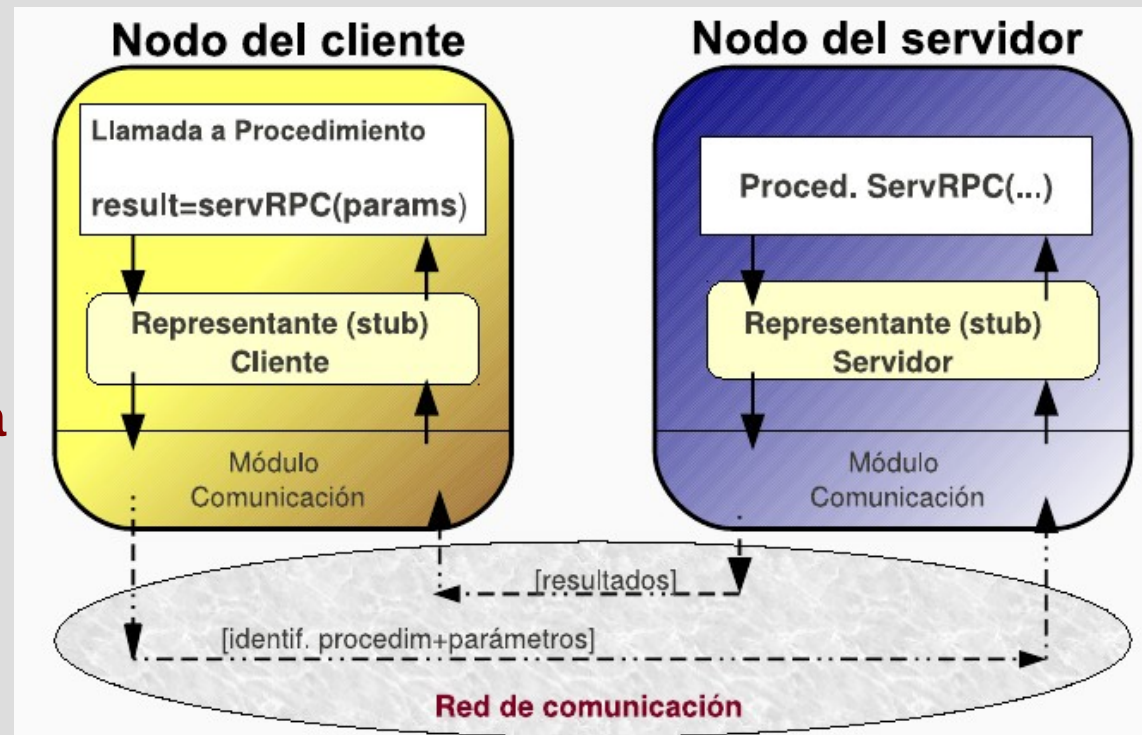 Nodo del cliente
Llamada a Procedimiento
result=servRPC(params)
Representante (stub)
Cliente
Módulo
Comunicación
Nodo del servidor
Proced. ServRPC(...)
Representante (stub)
Servidor
Módulo
Comunicación
[resultados]
[identif. procedim+parámetros]
Red de comunicación